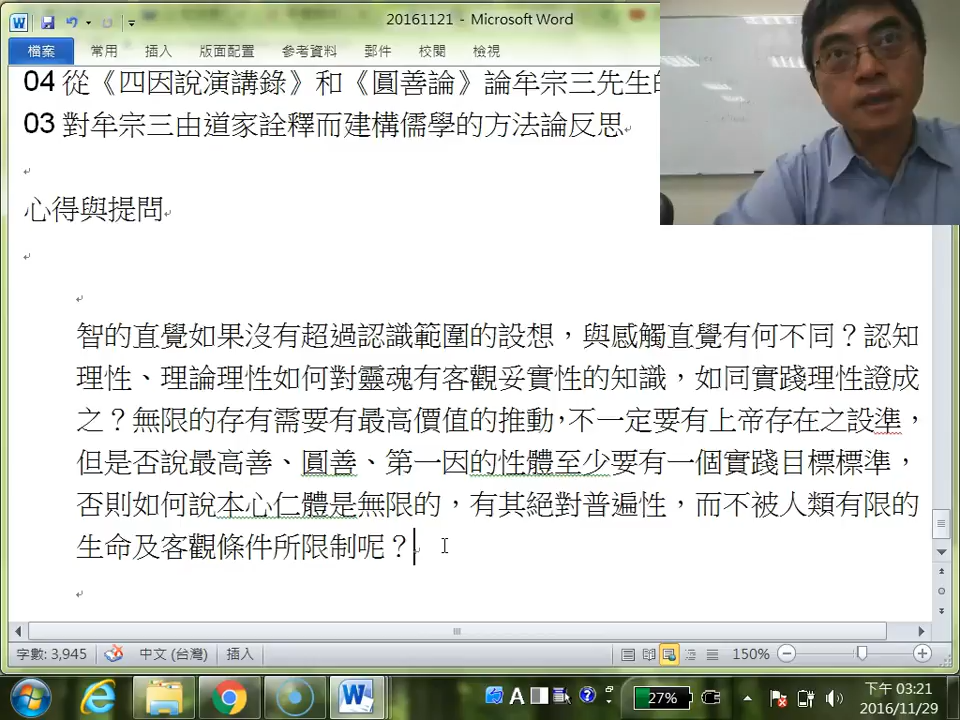 20161121 - Microsoft Word
檔案 常用 插入 版面配置 參考資料 郵件 校閱 檢視
04 從《四因說演講錄》和《圓善論》論牟宗三先生的
03 對牟宗三由道家詮釋而建構儒學的方法論反思
心得與提問
智的直覺如果沒有超過認識範圍的設想，與感觸直覺有何不同？認知
理性、理論理性如何對靈魂有客觀妥實性的知識，如同實踐理性證成
之？無限的存有需要有最高價值的推動，不一定要有上帝存在之設準，
但是否說最高善、圓善、第一因的性體至少要有一個實踐目標標準，
否則如何說本心仁體是無限的，有其絕對普遍性，而不被人類有限的
生命及客觀條件所限制呢？
字數: 3,945 中文 (台灣) 插入 150%
A 27% 下午 03:21
2016/11/29